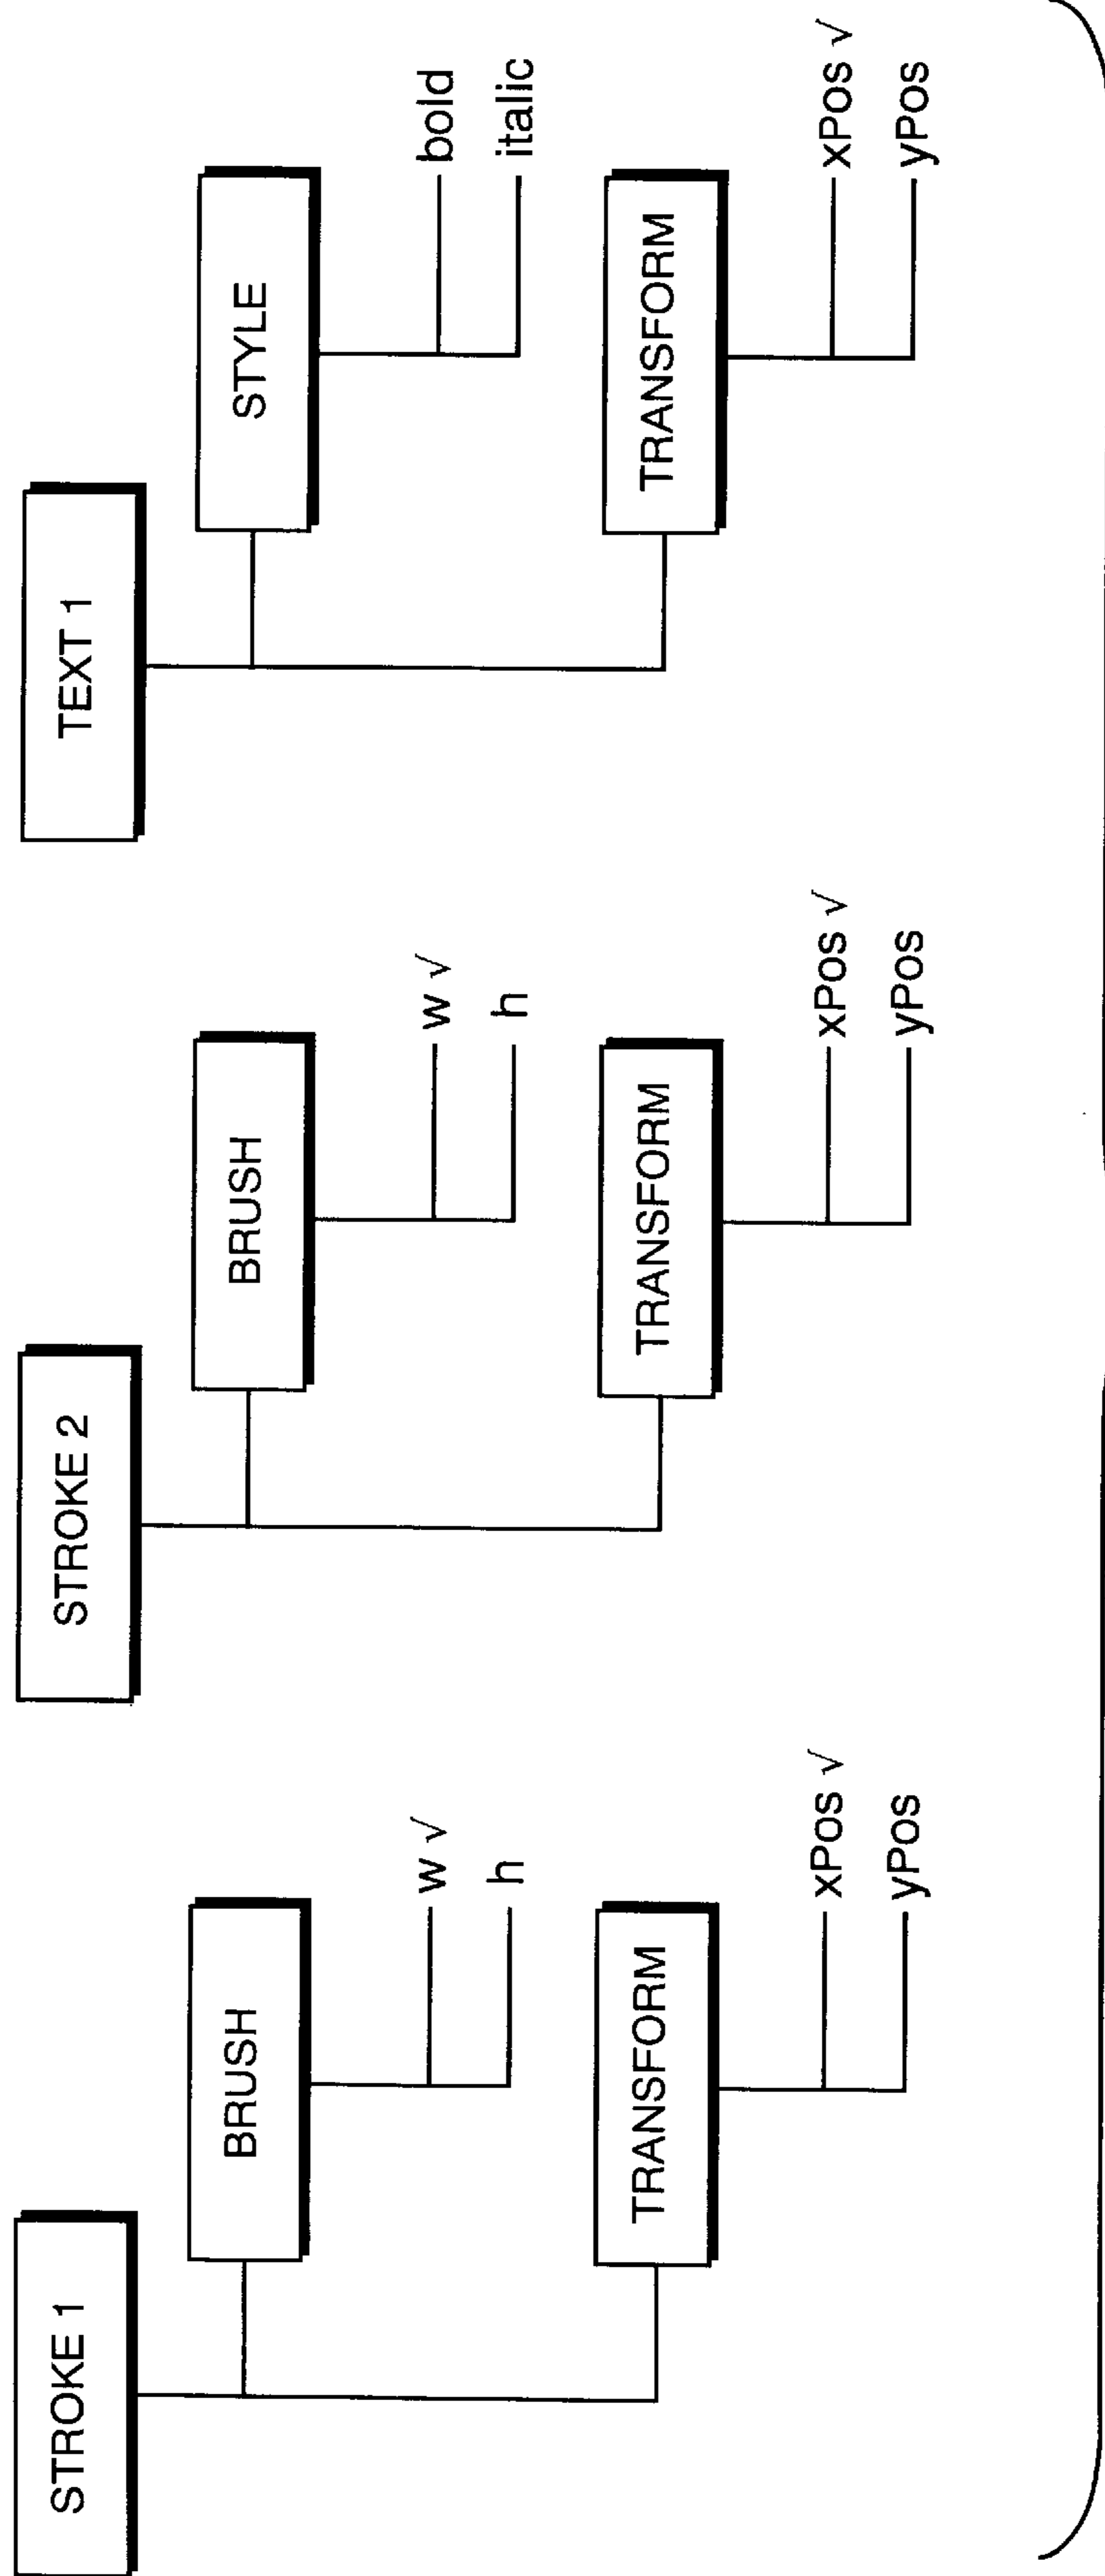 STROKE 1
BRUSH
w √
h
TRANSFORM
xPos √
yPos
STROKE 2
BRUSH
w √
h
TRANSFORM
xPos √
yPos
TEXT 1
STYLE
bold
italic
TRANSFORM
xPos √
yPos